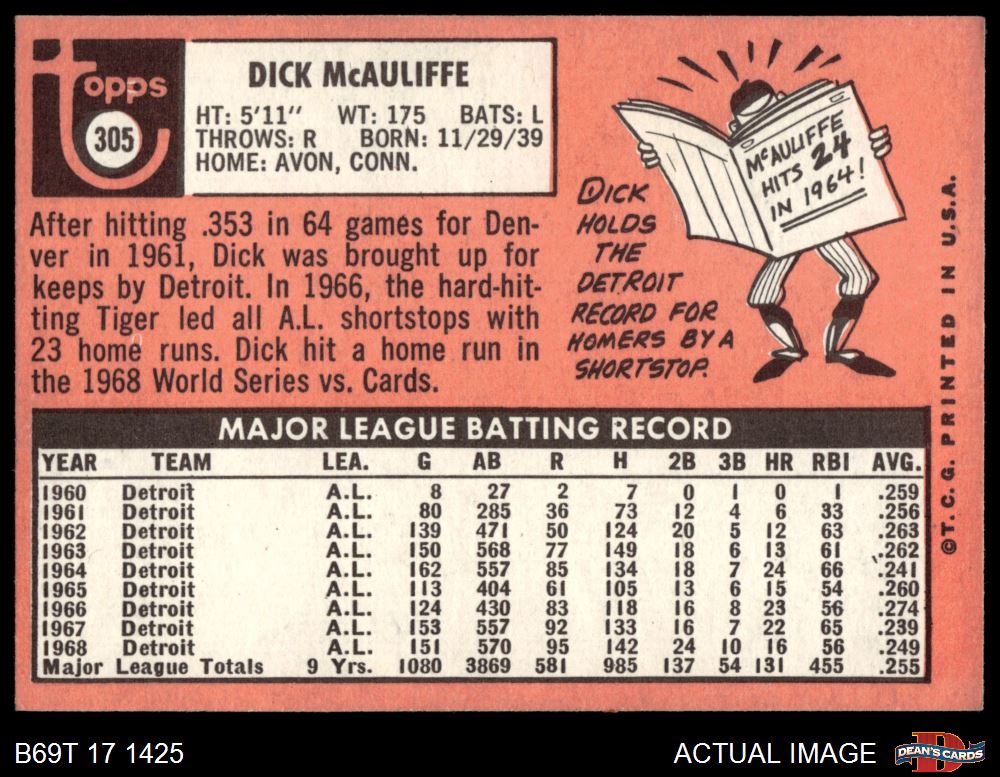 Topps
305
DICK McAULIFFE
HT: 5'11" WT: 175 BATS: L
THROWS: R BORN: 11/29/39
HOME: AVON, CONN.
After hitting .353 in 64 games for Den-
ver in 1961, Dick was brought up for
keeps by Detroit. In 1966, the hard-hit-
ting Tiger led all A.L. shortstops with
23 home runs. Dick hit a home run in
the 1968 World Series vs. Cards.
McAULIFFE
HITS 24
IN 1964!
DICK
HOLDS
THE
DETROIT
RECORD FOR
HOMERS BY A
SHORTSTOP.
©T. C. G. PRINTED IN U.S.A.
MAJOR LEAGUE BATTING RECORD
YEAR TEAM LEA. G AB R H 2B 3B HR RBI AVG.
1960 Detroit A.L. 8 27 2 7 0 1 0 1 .259
1961 Detroit A.L. 80 285 36 73 12 4 6 33 .256
1962 Detroit A.L. 139 471 50 124 20 5 12 63 .263
1963 Detroit A.L. 150 568 77 149 18 6 13 61 .262
1964 Detroit A.L. 162 557 85 134 18 7 24 66 .241
1965 Detroit A.L. 113 404 61 105 13 6 15 54 .260
1966 Detroit A.L. 124 430 83 118 16 8 23 56 .274
1967 Detroit A.L. 153 557 92 133 16 7 22 65 .239
1968 Detroit A.L. 151 570 95 142 24 10 16 56 .249
Major League Totals 9 Yrs. 1080 3869 581 985 137 54 131 455 .255
B69T 17 1425
ACTUAL IMAGE
DEAN'S CARDS